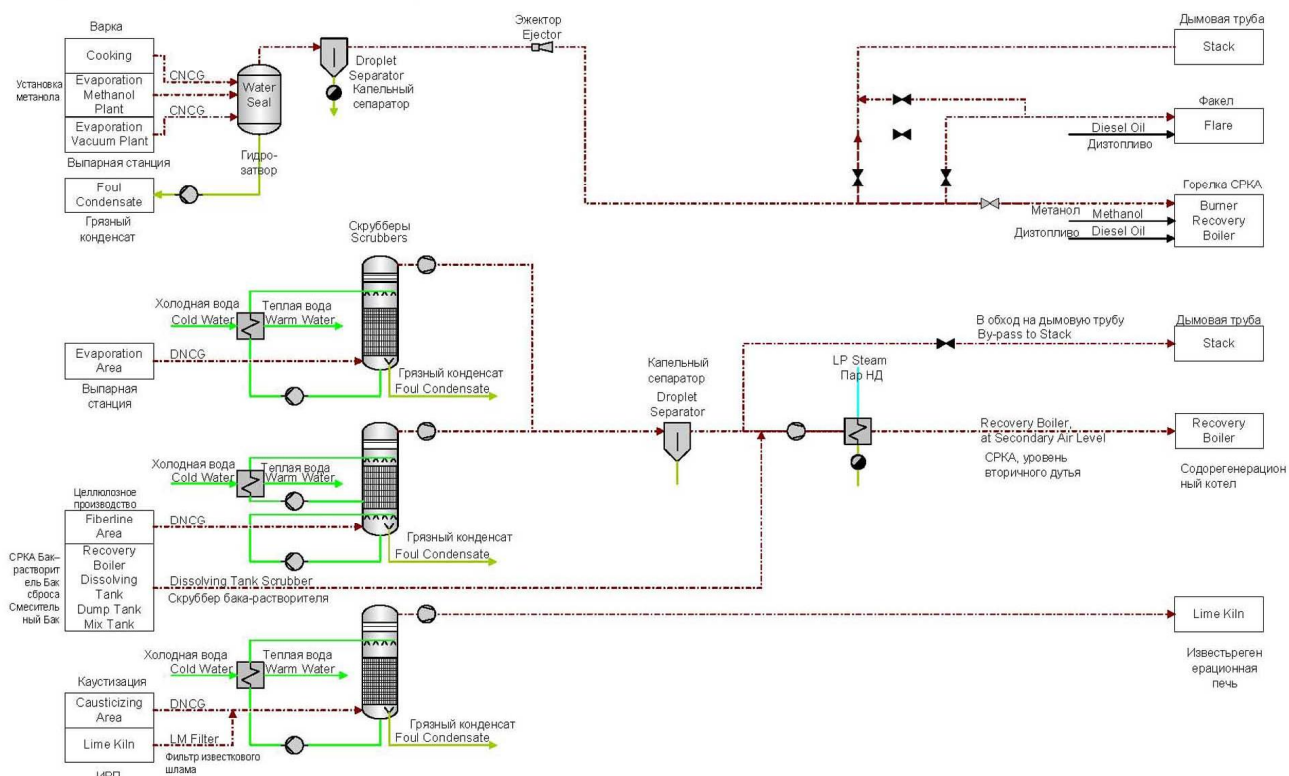 Варка
Cooking
Установка
метанола
Evaporation
Methanol
Plant
Evaporation
Vacuum Plant
Выпарная станция
CNCG
CNCG
Water
Seal
Гидро-
затвор
Foul
Condensate
Грязный
конденсат
Droplet
Separator
Капельный
сепаратор
Эжектор
Ejector
Дымовая труба
Stack
Факел
Flare
Diesel Oil
Дизтопливо
Горелка СРКА
Burner
Recovery
Boiler
Метанол
Methanol
Дизтопливо
Diesel Oil
Скрубберы
Scrubbers
Холодная вода
Cold Water
Теплая вода
Warm Water
Evaporation
Area
DNCG
Выпарная
станция
Грязный конденсат
Foul Condensate
Капельный
сепаратор
Droplet
Separator
В обход на дымовую трубу
By-pass to Stack
Дымовая труба
Stack
LP Steam
Пар НД
Recovery Boiler,
at Secondary Air Level
СРКА, уровень
вторичного дутья
Recovery
Boiler
Содорегенерацион
ный котел
Холодная вода
Cold Water
Теплая вода
Warm Water
Целлюлозное
производство
Fiberline
Area
DNCG
Грязный конденсат
Foul Condensate
СРКА Бак–
растворит
ель Бак
сброса
Смеситель
ный Бак
Recovery
Boiler
Dissolving
Tank
Dump Tank
Mix Tank
Dissolving Tank Scrubber
Скруббер бака-растворителя
Lime Kiln
Известьреген
ерационная
печь
Холодная вода
Cold Water
Теплая вода
Warm Water
Каустизация
Causticizing
Area
DNCG
Lime Kiln
LM Filter
Фильтр известкового
шлама
Грязный конденсат
Foul Condensate
ИРП